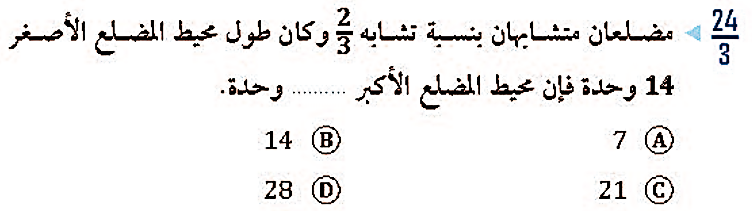 24/3 ◀ مضلعان متشابهان بنسبة تشابه 2/3 وكان طول محيط المضلع الأصغر
14 وحدة فإن محيط المضلع الأكبر .......... وحدة.
Ⓐ 7 Ⓑ 14
Ⓒ 21 Ⓓ 28